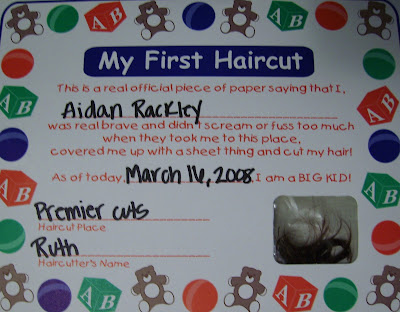 My First Haircut
This is a real official piece of paper saying that I,
Aidan Rackley
was real brave and didn't scream or fuss too much
when they took me to this place,
covered me up with a sheet thing and cut my hair!
As of today, March 16, 2008, I am a BIG KID!
Premier cuts
Haircut Place
Ruth
Haircutter's Name